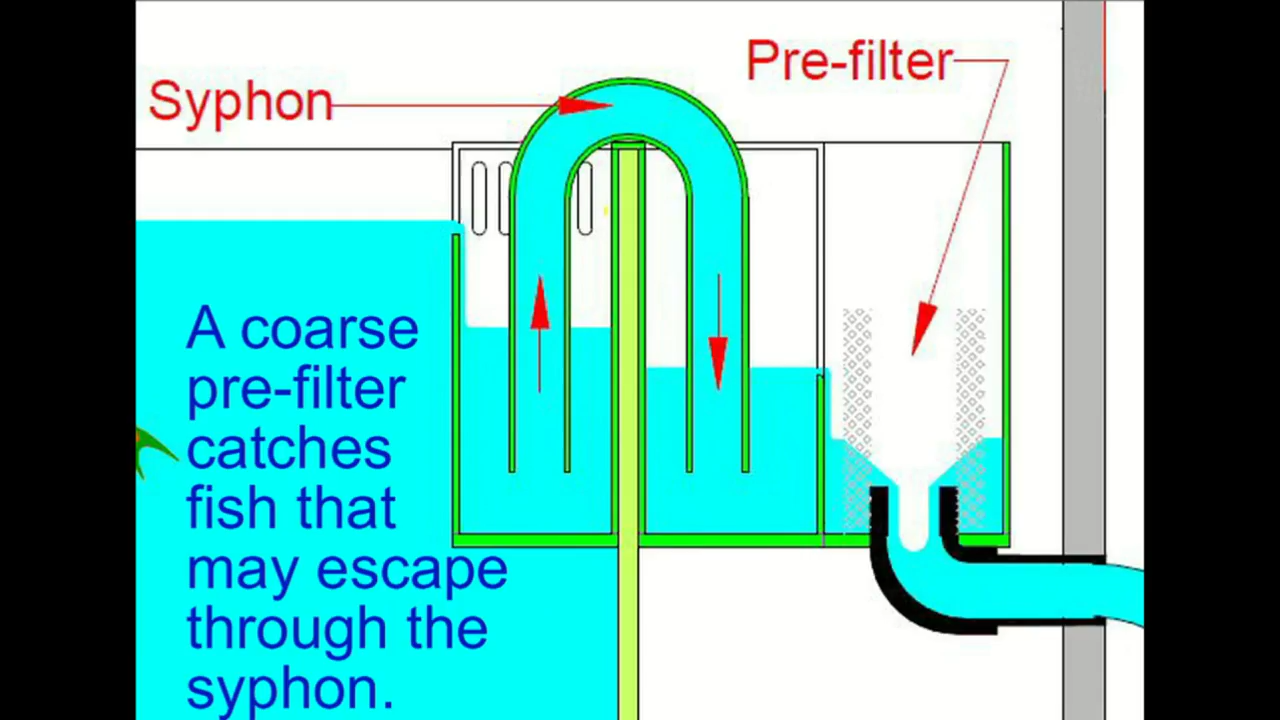 Pre-filter
Syphon
A coarse
pre-filter
catches
fish that
may escape
through the
syphon.